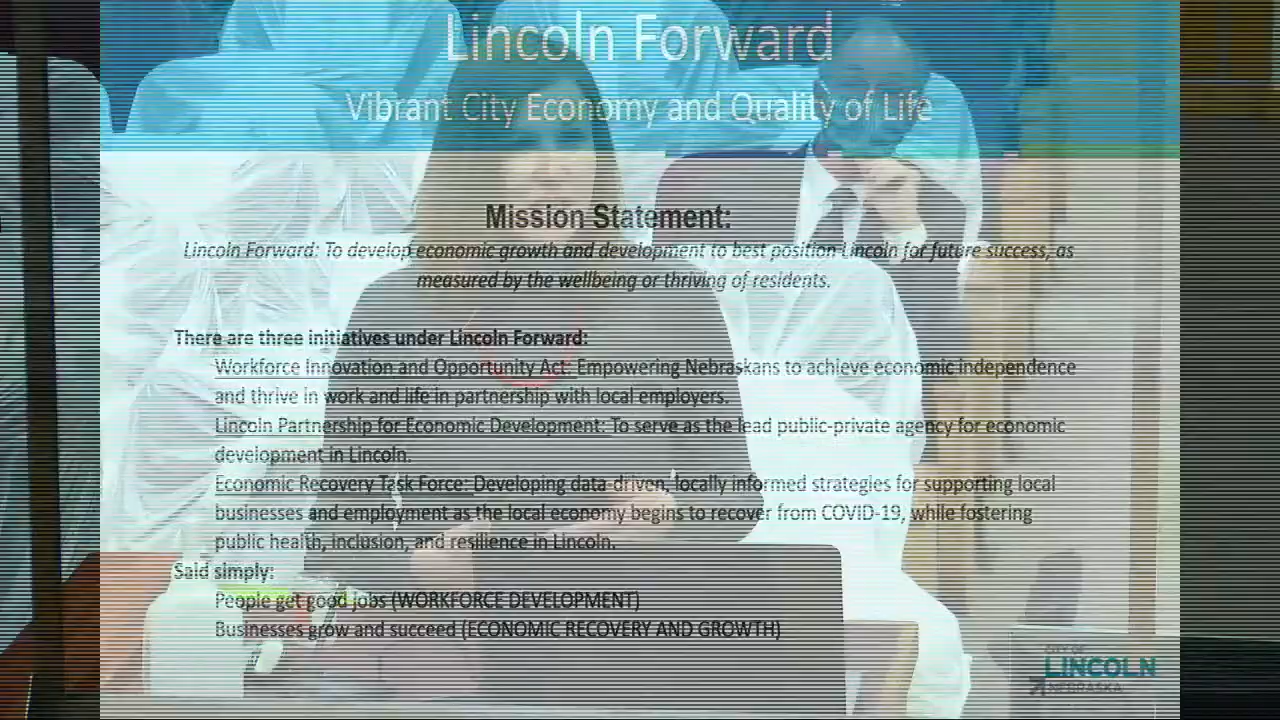 Lincoln Forward
Vibrant City Economy and Quality of Life
Mission Statement:
Lincoln Forward: To develop economic growth and development to best position Lincoln for future success, as
measured by the wellbeing or thriving of residents.
There are three initiatives under Lincoln Forward:
Workforce Innovation and Opportunity Act: Empowering Nebraskans to achieve economic independence
and thrive in work and life in partnership with local employers.
Lincoln Partnership for Economic Development: To serve as the lead public-private agency for economic
development in Lincoln.
Economic Recovery Task Force: Developing data-driven, locally informed strategies for supporting local
businesses and employment as the local economy begins to recover from COVID-19, while fostering
public health, inclusion, and resilience in Lincoln.
Said simply:
People get good jobs (WORKFORCE DEVELOPMENT)
Businesses grow and succeed (ECONOMIC RECOVERY AND GROWTH)
CITY OF
LINCOLN
NEBRASKA